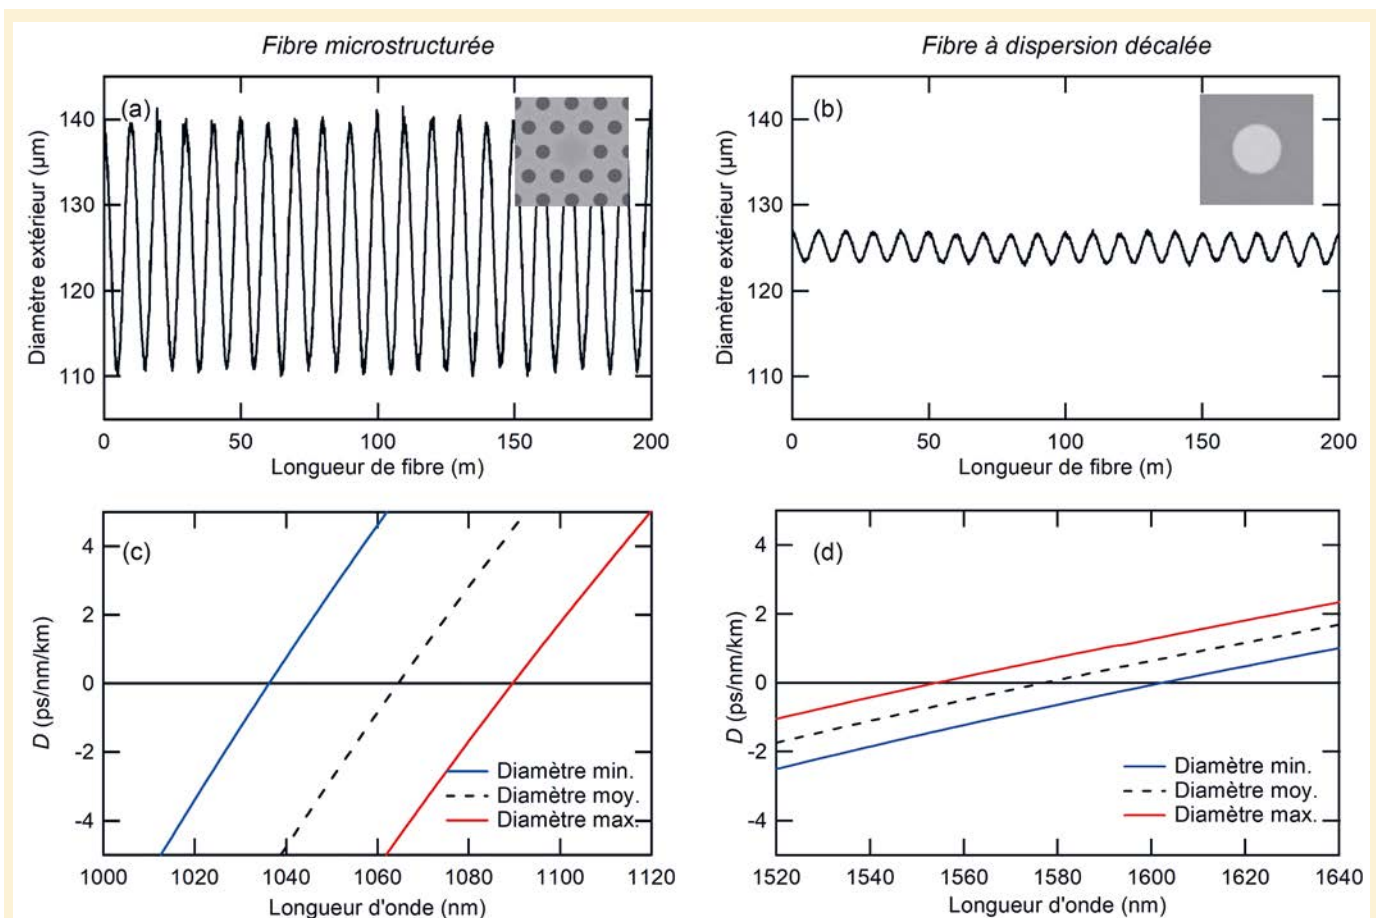 Fibre microstructurée
Fibre à dispersion décalée
(a)
140
130
120
110
Diamètre extérieur (µm)
0 50 100 150 200
Longueur de fibre (m)
(b)
140
130
120
110
Diamètre extérieur (µm)
0 50 100 150 200
Longueur de fibre (m)
(c)
4
2
0
-2
-4
D (ps/nm/km)
Diamètre min.
Diamètre moy.
Diamètre max.
1000 1020 1040 1060 1080 1100 1120
Longueur d'onde (nm)
(d)
4
2
0
-2
-4
D (ps/nm/km)
Diamètre min.
Diamètre moy.
Diamètre max.
1520 1540 1560 1580 1600 1620 1640
Longueur d'onde (nm)